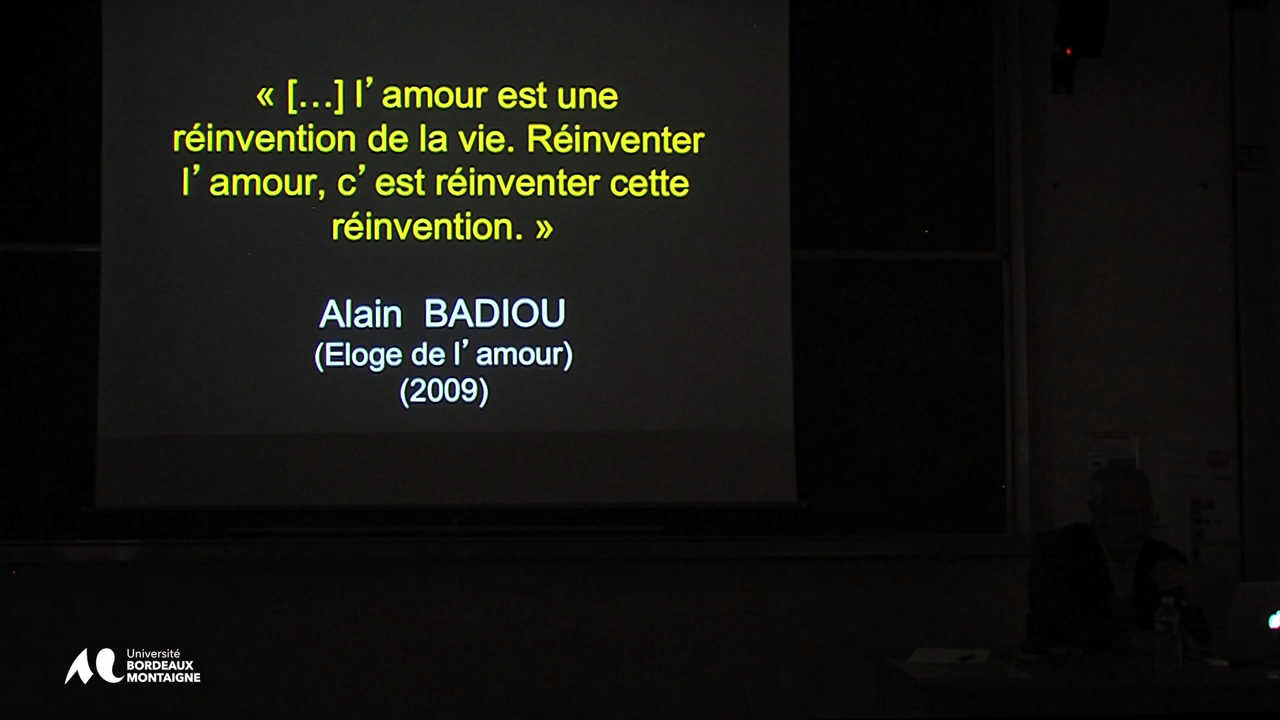 « […] l’amour est une
réinvention de la vie. Réinventer
l’amour, c’est réinventer cette
réinvention. »
Alain BADIOU
(Eloge de l’amour)
(2009)
Université
BORDEAUX
MONTAIGNE